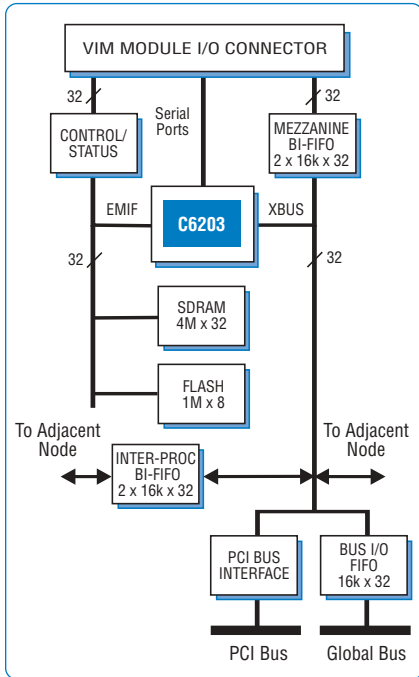 VIM MODULE I/O CONNECTOR
32
Serial
Ports
32
CONTROL/
STATUS
MEZZANINE
BI-FIFO
2 x 16k x 32
EMIF
C6203
XBUS
32
32
SDRAM
4M x 32
FLASH
1M x 8
To Adjacent
Node
To Adjacent
Node
INTER-PROC
BI-FIFO
2 x 16k x 32
PCI BUS
INTERFACE
BUS I/O
FIFO
16k x 32
PCI Bus
Global Bus